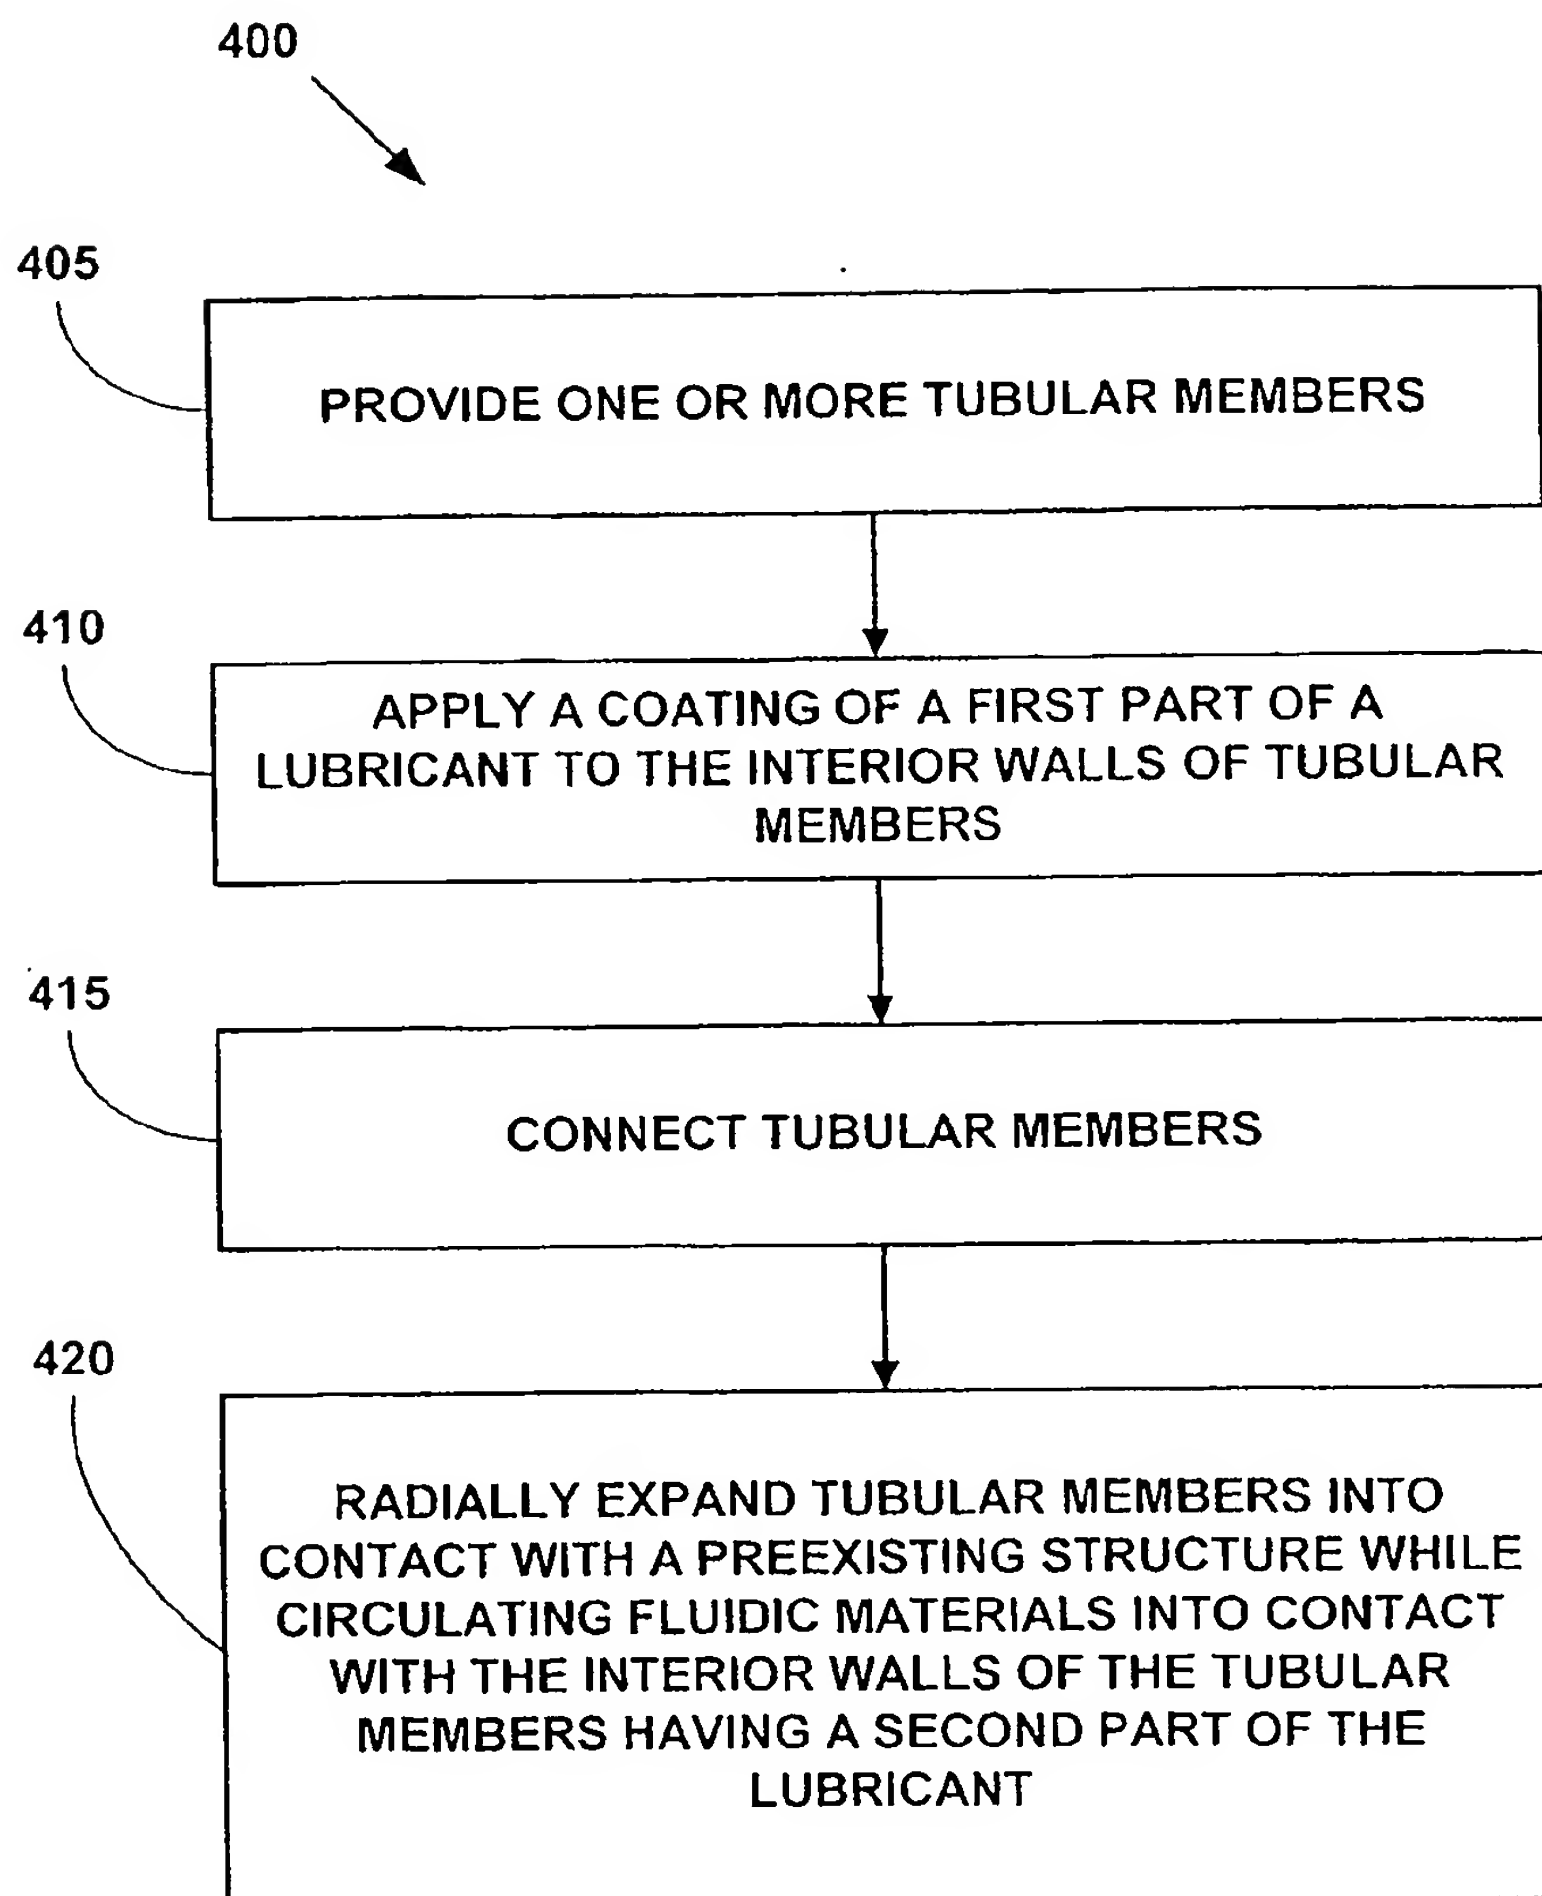 400
405
PROVIDE ONE OR MORE TUBULAR MEMBERS
410
APPLY A COATING OF A FIRST PART OF A
LUBRICANT TO THE INTERIOR WALLS OF TUBULAR
MEMBERS
415
CONNECT TUBULAR MEMBERS
420
RADIALLY EXPAND TUBULAR MEMBERS INTO
CONTACT WITH A PREEXISTING STRUCTURE WHILE
CIRCULATING FLUIDIC MATERIALS INTO CONTACT
WITH THE INTERIOR WALLS OF THE TUBULAR
MEMBERS HAVING A SECOND PART OF THE
LUBRICANT